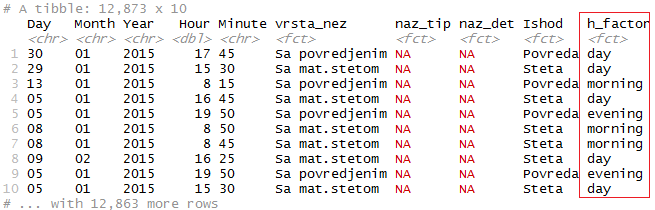 # A tibble: 12,873 x 10
Day Month Year Hour Minute vrsta_nez naz_tip naz_det Ishod h_factor
<chr> <chr> <chr> <dbl> <chr> <fct> <fct> <fct> <fct> <fct>
1 30 01 2015 17 45 Sa povredjenim NA NA Povreda day
2 29 01 2015 15 30 Sa mat.stetom NA NA Steta day
3 13 01 2015 8 15 Sa povredjenim NA NA Povreda morning
4 05 01 2015 16 45 Sa mat.stetom NA NA Steta day
5 05 01 2015 19 50 Sa povredjenim NA NA Povreda evening
6 08 01 2015 8 50 Sa mat.stetom NA NA Steta morning
7 08 01 2015 8 45 Sa mat.stetom NA NA Steta morning
8 09 02 2015 16 25 Sa mat.stetom NA NA Steta day
9 05 01 2015 19 50 Sa povredjenim NA NA Povreda evening
10 05 01 2015 15 30 Sa mat.stetom NA NA Steta day
# ... with 12,863 more rows